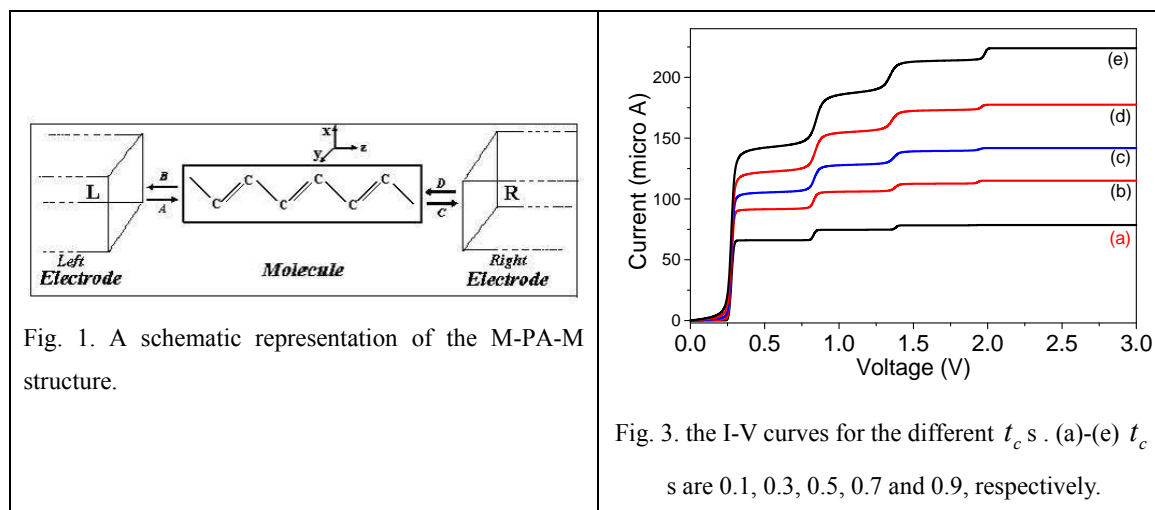 x
y
z
B
A
D
C
L
R
C C C
C C C
Left
Electrode
Molecule
Right
Electrode
Fig. 1. A schematic representation of the M-PA-M
structure.
Current (micro A)
200
150
100
50
0
(e)
(d)
(c)
(b)
(a)
0.0 0.5 1.0 1.5 2.0 2.5 3.0
Voltage (V)
Fig. 3. the I-V curves for the different t_c s . (a)-(e) t_c
s are 0.1, 0.3, 0.5, 0.7 and 0.9, respectively.